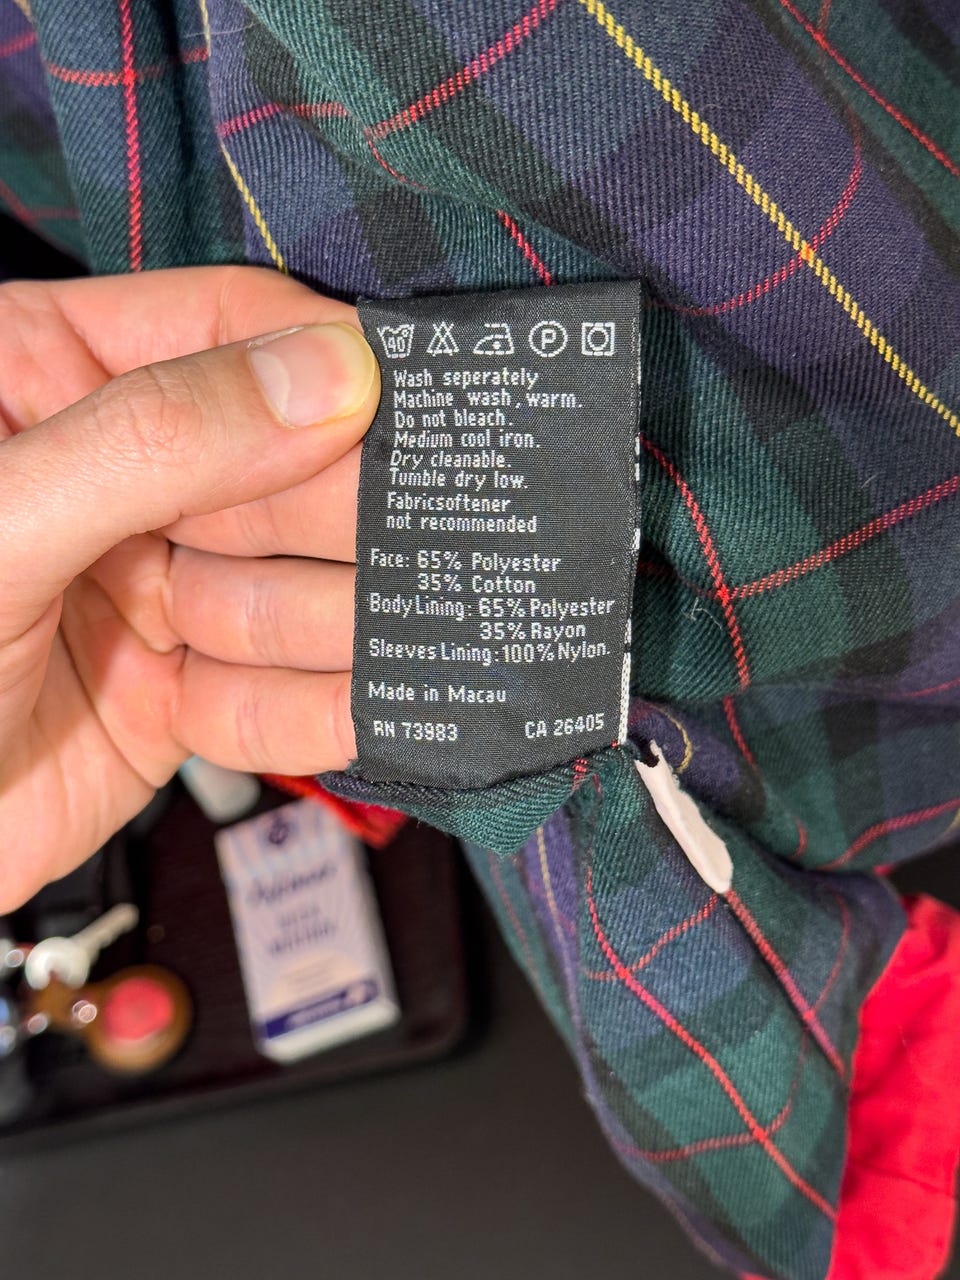 40
P
Wash seperately
Machine wash, warm.
Do not bleach.
Medium cool iron.
Dry cleanable.
Tumble dry low.
Fabricsoftener
not recommended
Face: 65% Polyester
35% Cotton
Body Lining: 65% Polyester
35% Rayon
Sleeves Lining: 100% Nylon.
Made in Macau
RN 73983 CA 26405